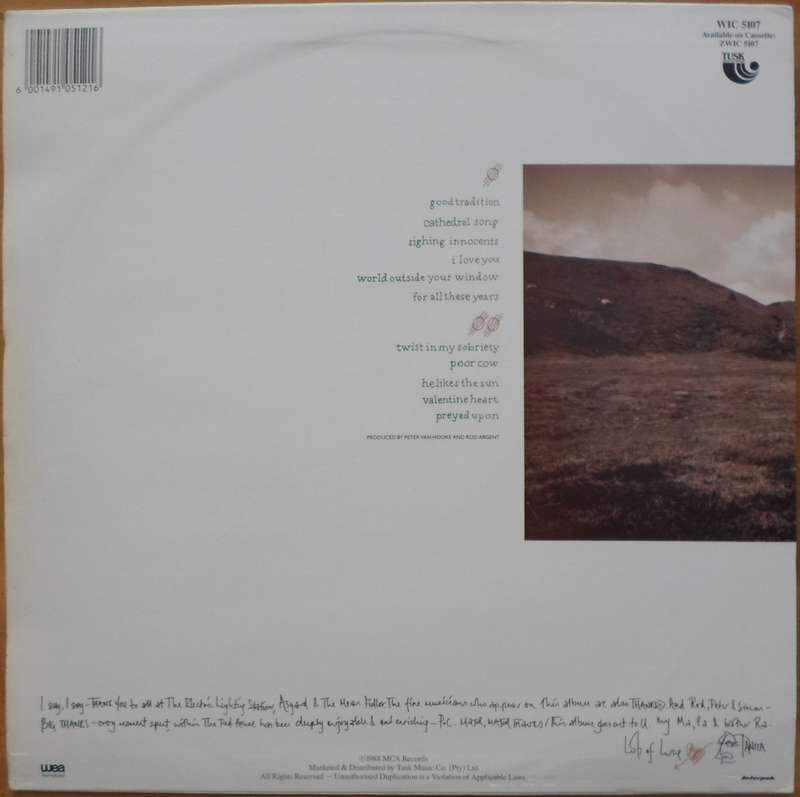 WIC 5107
Available on Cassette:
ZWIC 5107
TUSK
6 001491 051216
good tradition
cathedral song
sighing innocents
i love you
world outside your window
for all these years
twist in my sobriety
poor cow
he likes the sun
valentine heart
preyed upon
PRODUCED BY PETER VAN-HOOKE AND ROD ARGENT
I say, I say - THANK you to all at The Electric Lighting Station, Asgard & The Mean Fiddler. The fine musicians who appear on this album are also THANKED. And Rod, Peter & Simon -
BIG THANKS - every moment spent within The Red House has been deeply enjoyable & enriching - P.C. This album goes out to U. my Ma, Pa &
Lots of Love Tanita
℗1988 MCA Records
Marketed & Distributed by Tusk Music Co. (Pty) Ltd
All Rights Reserved — Unauthorised Duplication is a Violation of Applicable Laws
wea
interpak